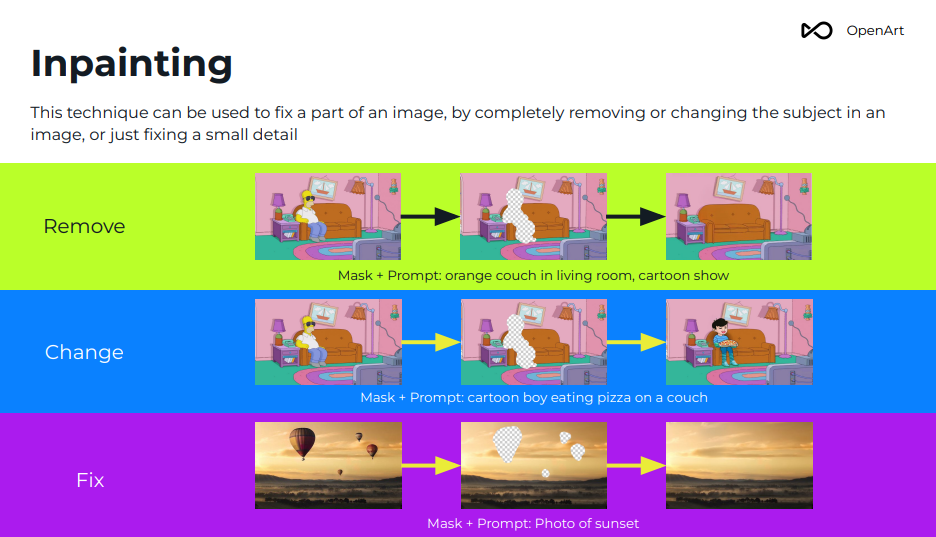 OpenArt
Inpainting
This technique can be used to fix a part of an image, by completely removing or changing the subject in an
image, or just fixing a small detail
Remove
Mask + Prompt: orange couch in living room, cartoon show
Change
Mask + Prompt: cartoon boy eating pizza on a couch
Fix
Mask + Prompt: Photo of sunset